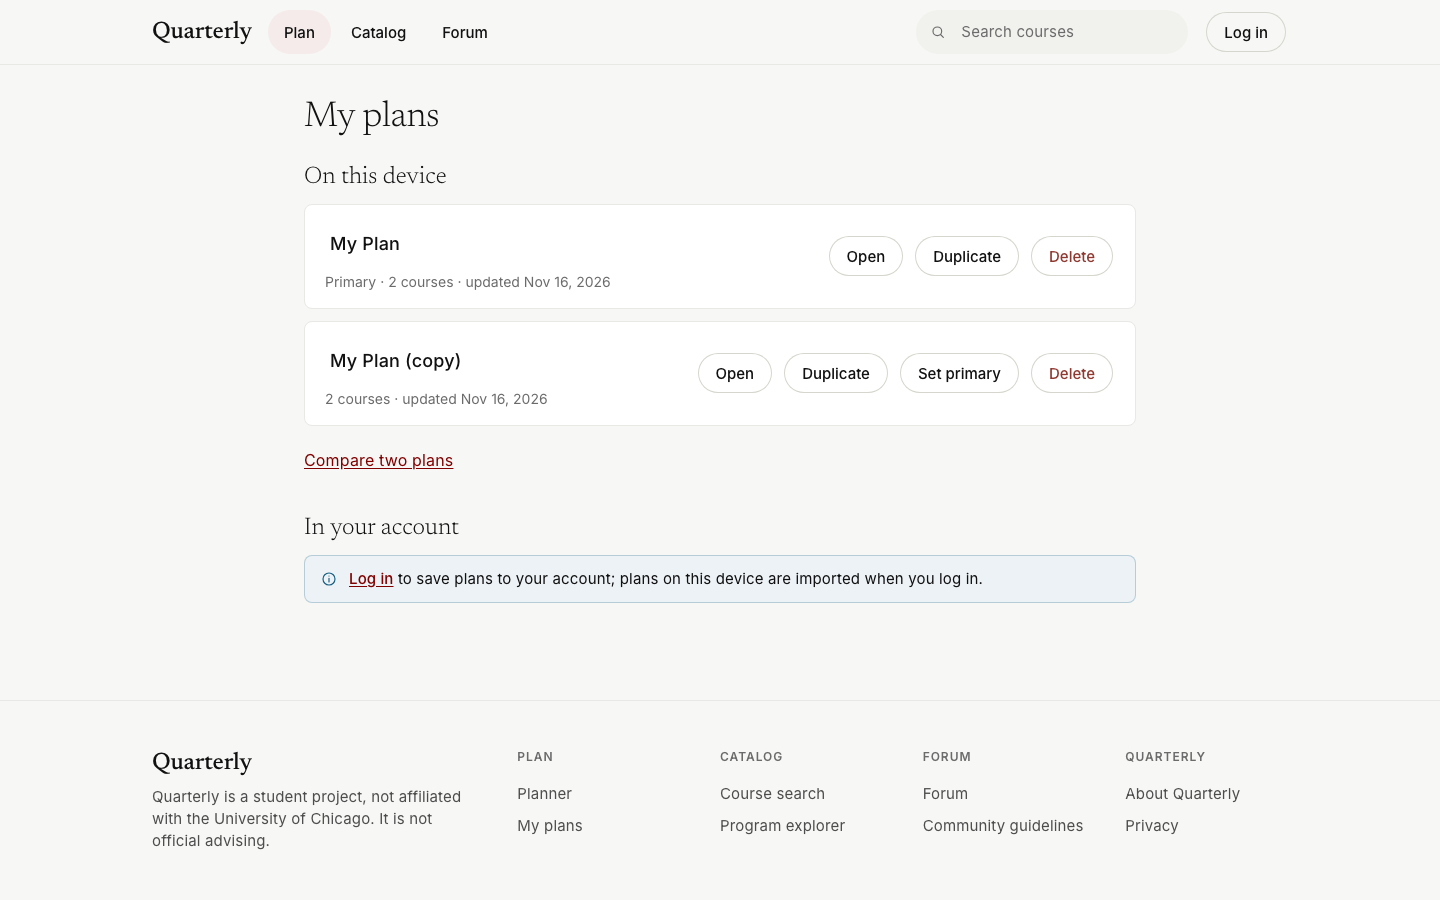 Quarterly
Plan
Catalog
Forum
Search courses
Log in
My plans
On this device
My Plan
Primary · 2 courses · updated Nov 16, 2026
Open
Duplicate
Delete
My Plan (copy)
2 courses · updated Nov 16, 2026
Open
Duplicate
Set primary
Delete
Compare two plans
In your account
Log in to save plans to your account; plans on this device are imported when you log in.
Quarterly
Quarterly is a student project, not affiliated
with the University of Chicago. It is not
official advising.
PLAN
Planner
My plans
CATALOG
Course search
Program explorer
FORUM
Forum
Community guidelines
QUARTERLY
About Quarterly
Privacy